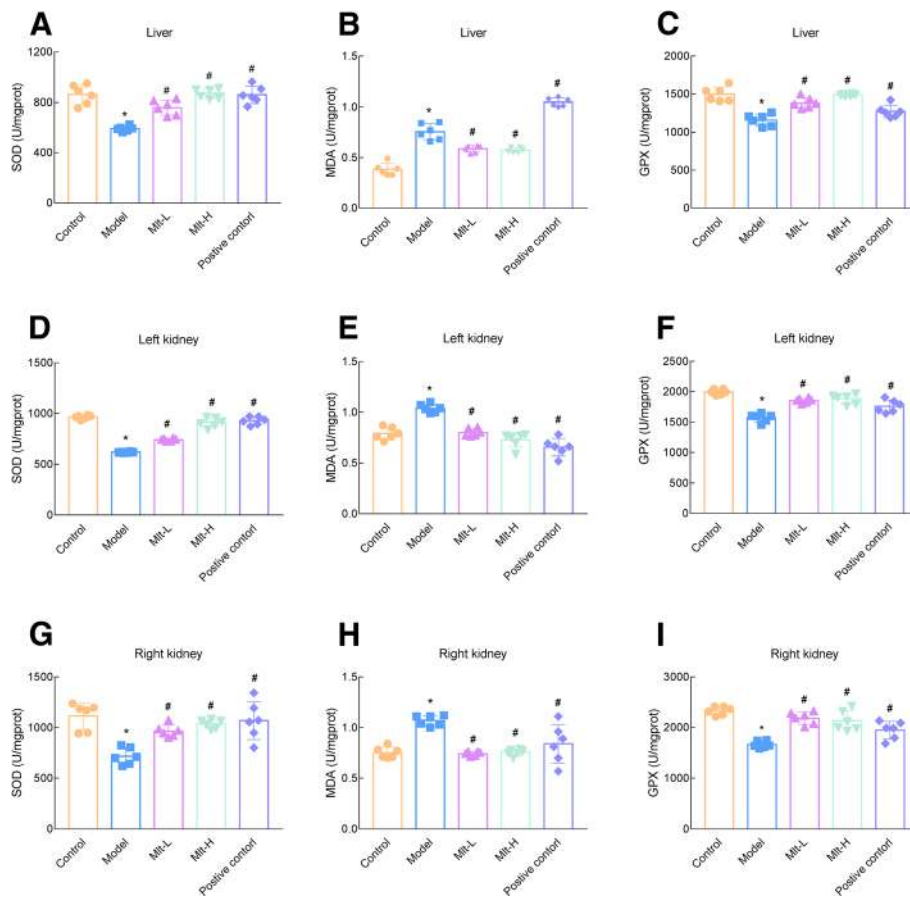 A
Liver
SOD (U/mgprot)
1200
800
400
0
*
#
#
#
Control
Model
Mlt-L
Mlt-H
Postive contorl
B
Liver
MDA (U/mgprot)
1.5
1.0
0.5
0.0
*
#
#
#
Control
Model
Mlt-L
Mlt-H
Postive contorl
C
Liver
GPX (U/mgprot)
2000
1500
1000
500
0
*
#
#
#
Control
Model
Mlt-L
Mlt-H
Postive contorl
D
Left kidney
SOD (U/mgprot)
1500
1000
500
0
*
#
#
#
Control
Model
Mlt-L
Mlt-H
Postive contorl
E
Left kidney
MDA (U/mgprot)
1.5
1.0
0.5
0.0
*
#
#
#
Control
Model
Mlt-L
Mlt-H
Postive contorl
F
Left kidney
GPX (U/mgprot)
2500
2000
1500
1000
500
0
*
#
#
#
Control
Model
Mlt-L
Mlt-H
Postive contorl
G
Right kidney
SOD (U/mgprot)
1500
1000
500
0
*
#
#
#
Control
Model
Mlt-L
Mlt-H
Postive contorl
H
Right kidney
MDA (U/mgprot)
1.5
1.0
0.5
0.0
*
#
#
#
Control
Model
Mlt-L
Mlt-H
Postive contorl
I
Right kidney
GPX (U/mgprot)
3000
2000
1000
0
*
#
#
#
Control
Model
Mlt-L
Mlt-H
Postive contorl